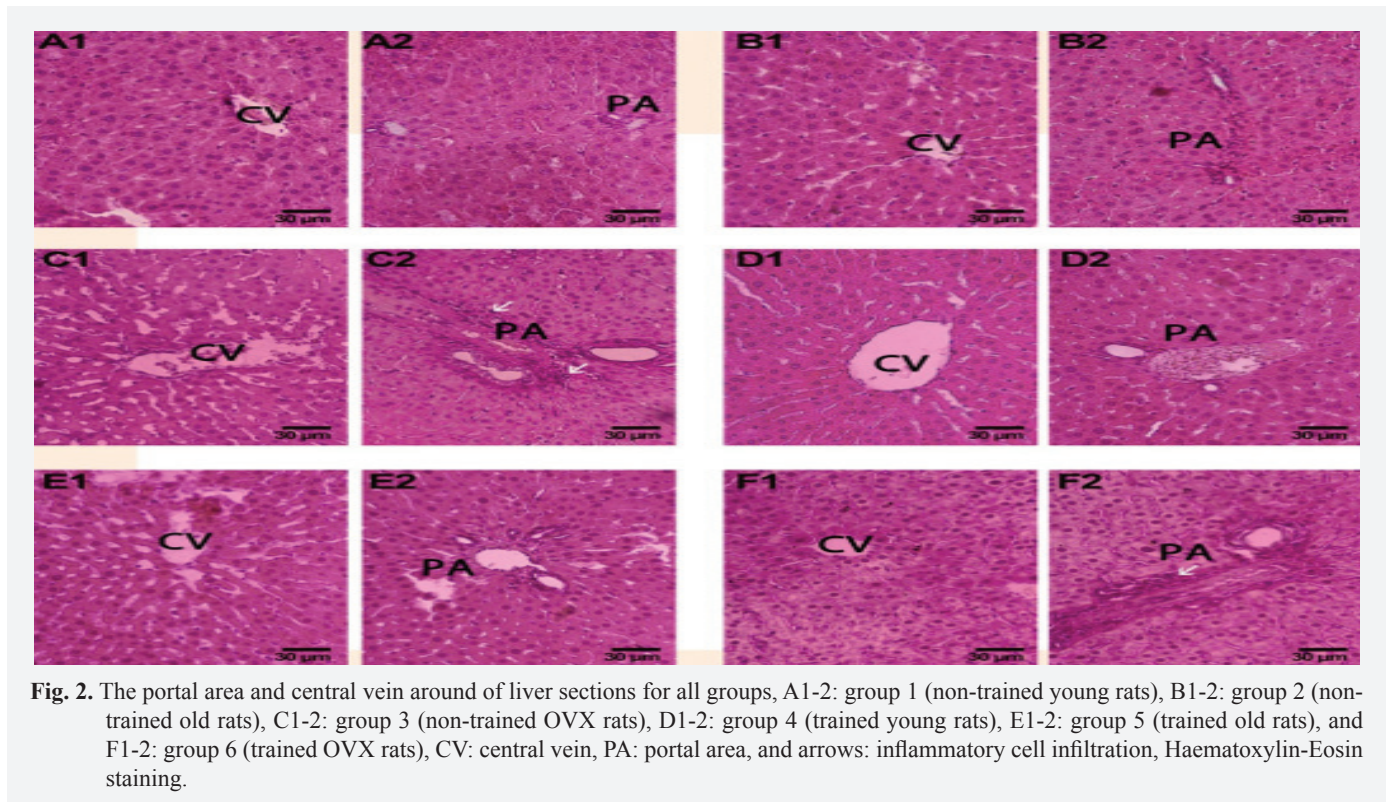 A1 A2 B1 B2
CV PA CV PA
30 µm 30 µm 30 µm 30 µm
C1 C2 D1 D2
CV PA CV PA
30 µm 30 µm 30 µm 30 µm
E1 E2 F1 F2
CV PA CV PA
30 µm 30 µm 30 µm 30 µm
Fig. 2. The portal area and central vein around of liver sections for all groups, A1-2: group 1 (non-trained young rats), B1-2: group 2 (non-
trained old rats), C1-2: group 3 (non-trained OVX rats), D1-2: group 4 (trained young rats), E1-2: group 5 (trained old rats), and
F1-2: group 6 (trained OVX rats), CV: central vein, PA: portal area, and arrows: inflammatory cell infiltration, Haematoxylin-Eosin
staining.